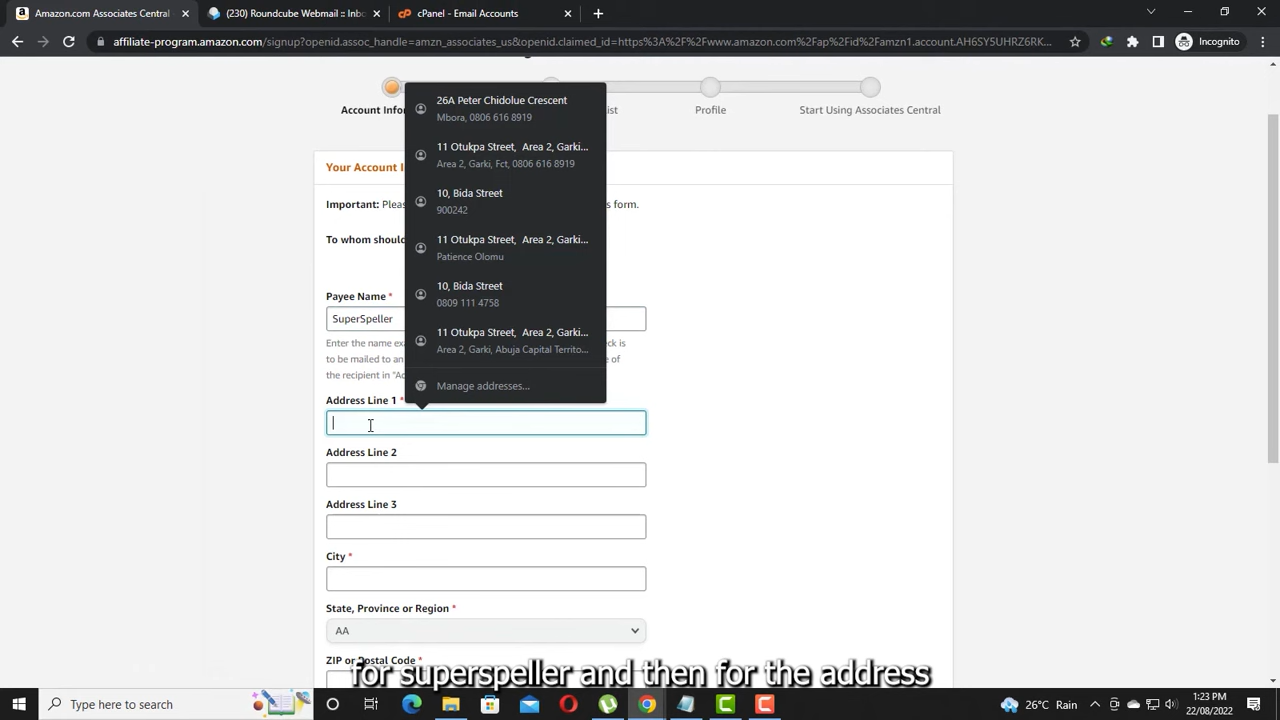 Amazon.com Associates Central
(230) Roundcube Webmail :: Inb
cPanel - Email Accounts
affiliate-program.amazon.com/signup?openid.assoc_handle=amzn_associates_us&openid.claimed_id=https%3A%2F%2Fwww.amazon.com%2Fap%2Fid%2Famzn1.account.AH6SY5UHRZ6RK...
Incognito
Account Infor
ist
Profile
Start Using Associates Central
Your Account I
Important: Pleas
s form.
To whom shoul
26A Peter Chidolue Crescent
Mbora, 0806 616 8919
11 Otukpa Street, Area 2, Garki...
Area 2, Garki, Fct, 0806 616 8919
10, Bida Street
900242
11 Otukpa Street, Area 2, Garki...
Patience Olomu
10, Bida Street
0809 111 4758
11 Otukpa Street, Area 2, Garki...
Area 2, Garki, Abuja Capital Territo...
Manage addresses...
Payee Name *
SuperSpeller
Enter the name exa
heck is
to be mailed to an
e of
the recipient in "Ad
Address Line 1 *
Address Line 2
Address Line 3
City *
State, Province or Region *
AA
ZIP or Postal Code *
for superspeller and then for the address
Type here to search
26°C Rain
1:23 PM
22/08/2022